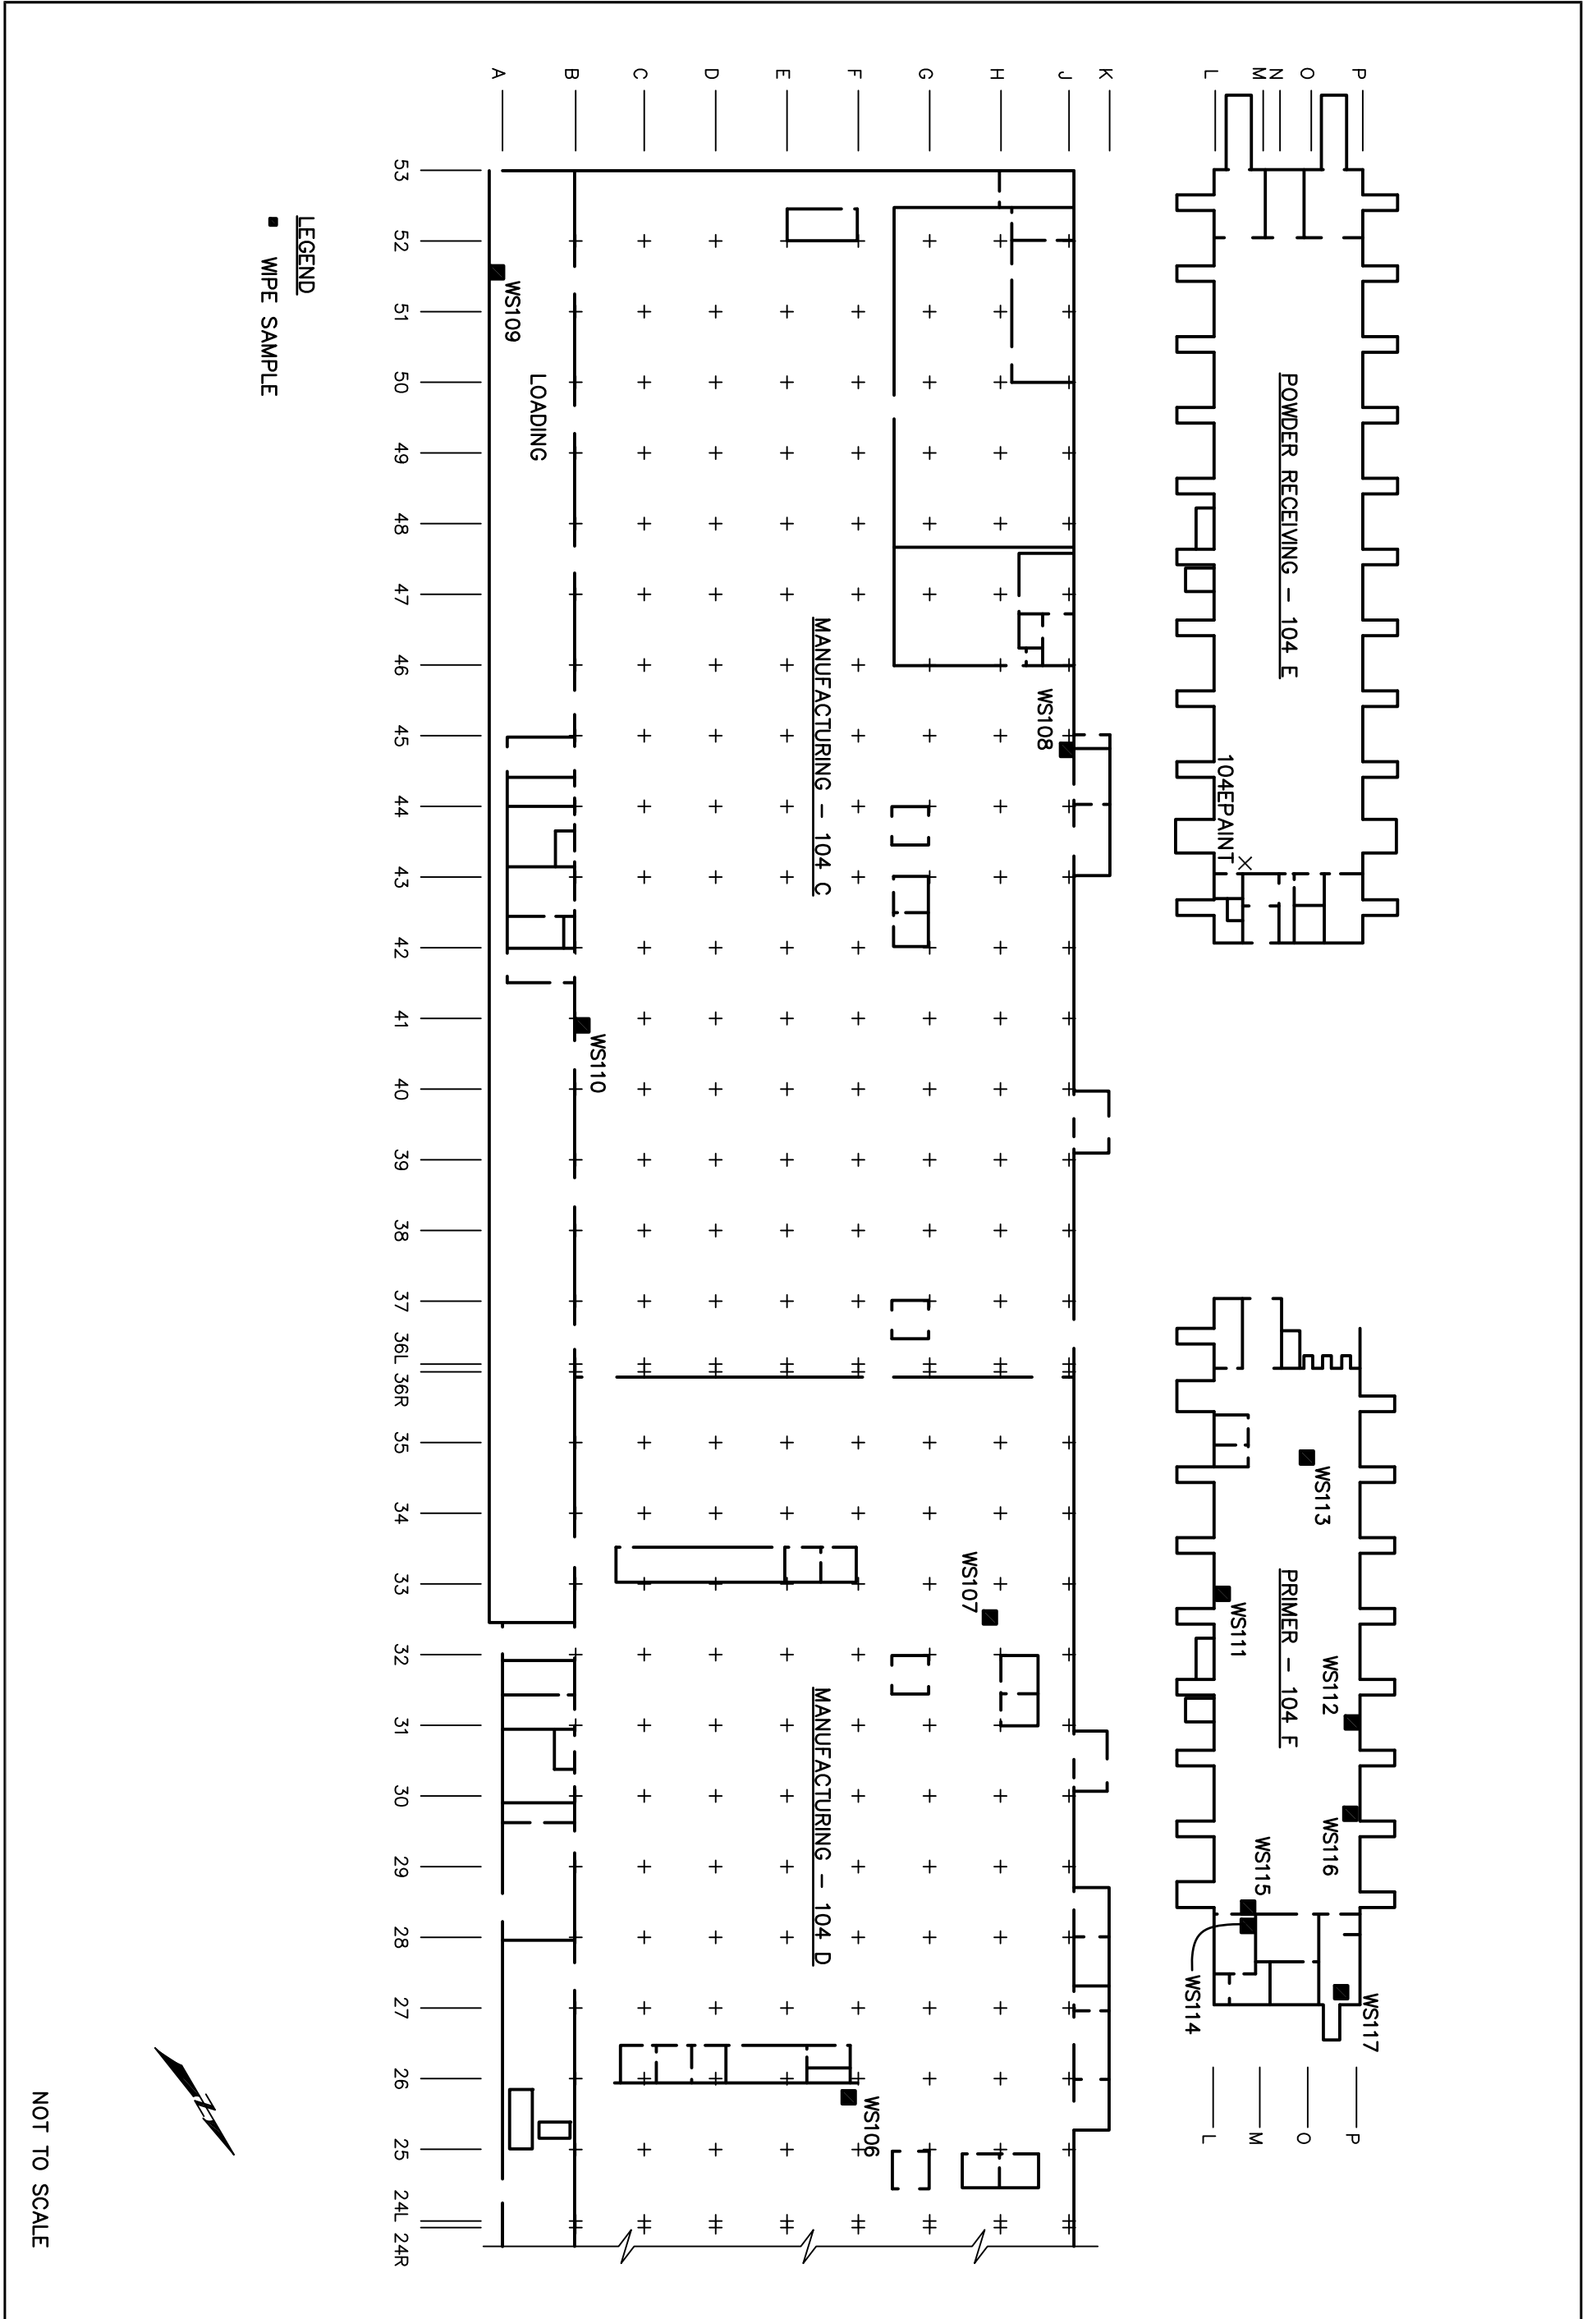 P
O
N
M
L
POWDER RECEIVING - 104 E
104EPAINT
PRIMER - 104 F
WS113
WS111
WS112
WS116
WS115
WS114
WS117
P
O
M
L
K
J
H
G
F
E
D
C
B
A
WS108
WS107
MANUFACTURING - 104 C
MANUFACTURING - 104 D
WS106
WS110
LOADING
WS109
53
52
51
50
49
48
47
46
45
44
43
42
41
40
39
38
37
36L
36R
35
34
33
32
31
30
29
28
27
26
25
24L
24R
LEGEND
WIPE SAMPLE
NOT TO SCALE